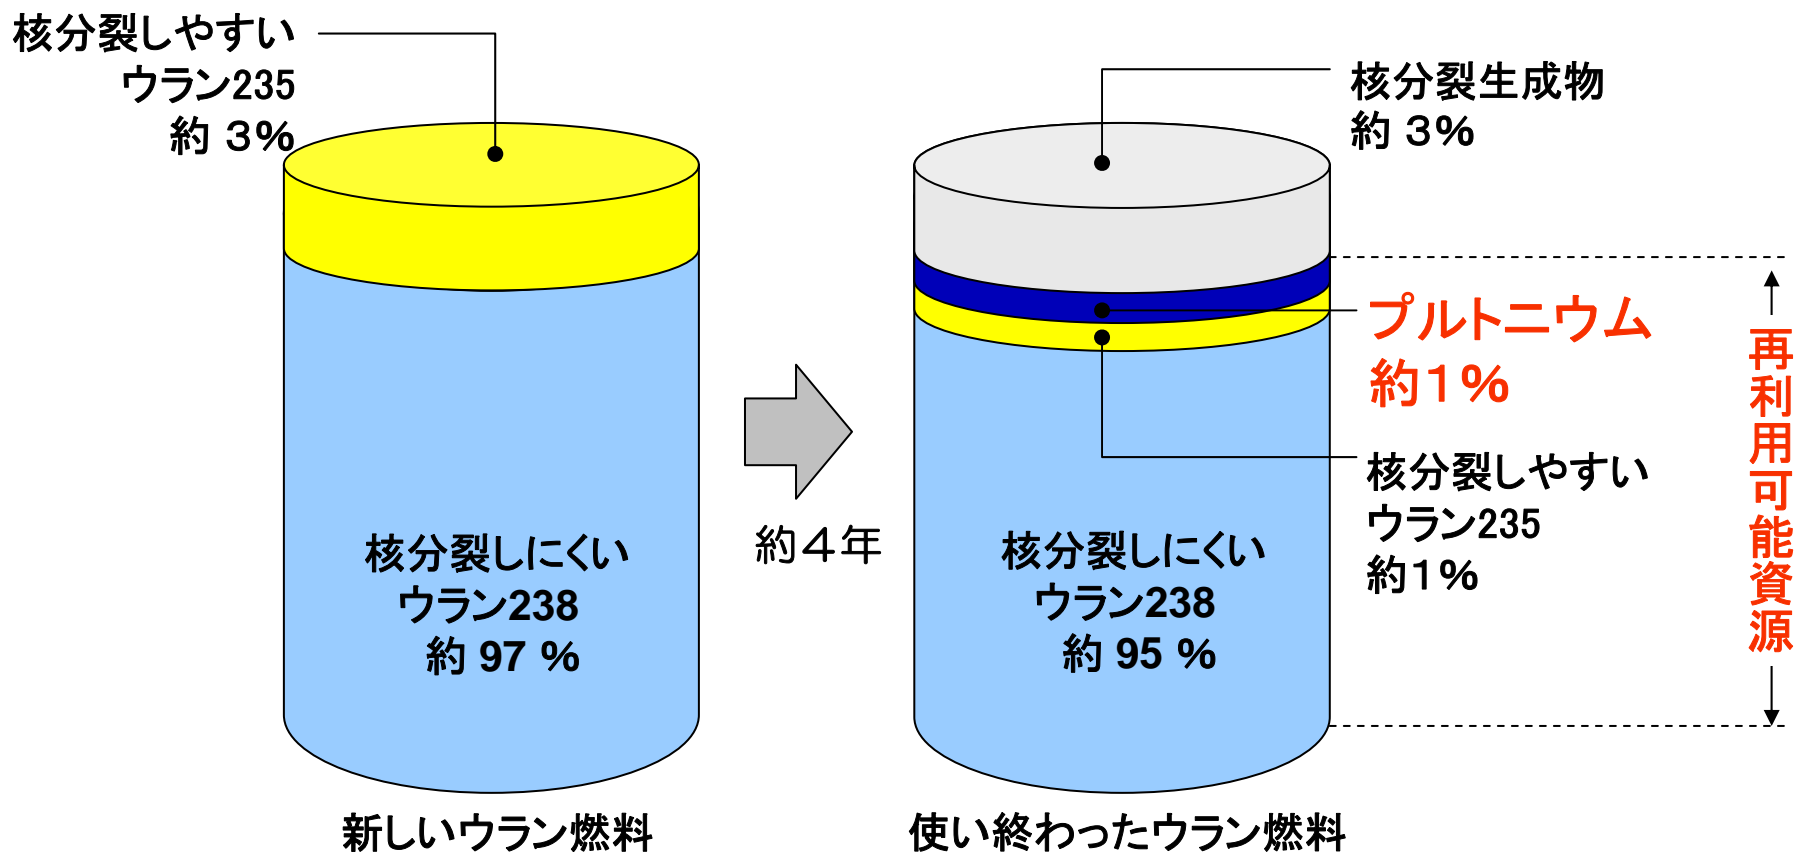 核分裂しやすい
ウラン235
約 3%
核分裂しにくい
ウラン238
約 97 %
新しいウラン燃料
約４年
核分裂生成物
約 3%
プルトニウム
約１%
核分裂しやすい
ウラン235
約１%
核分裂しにくい
ウラン238
約 95 %
使い終わったウラン燃料
再利用可能資源